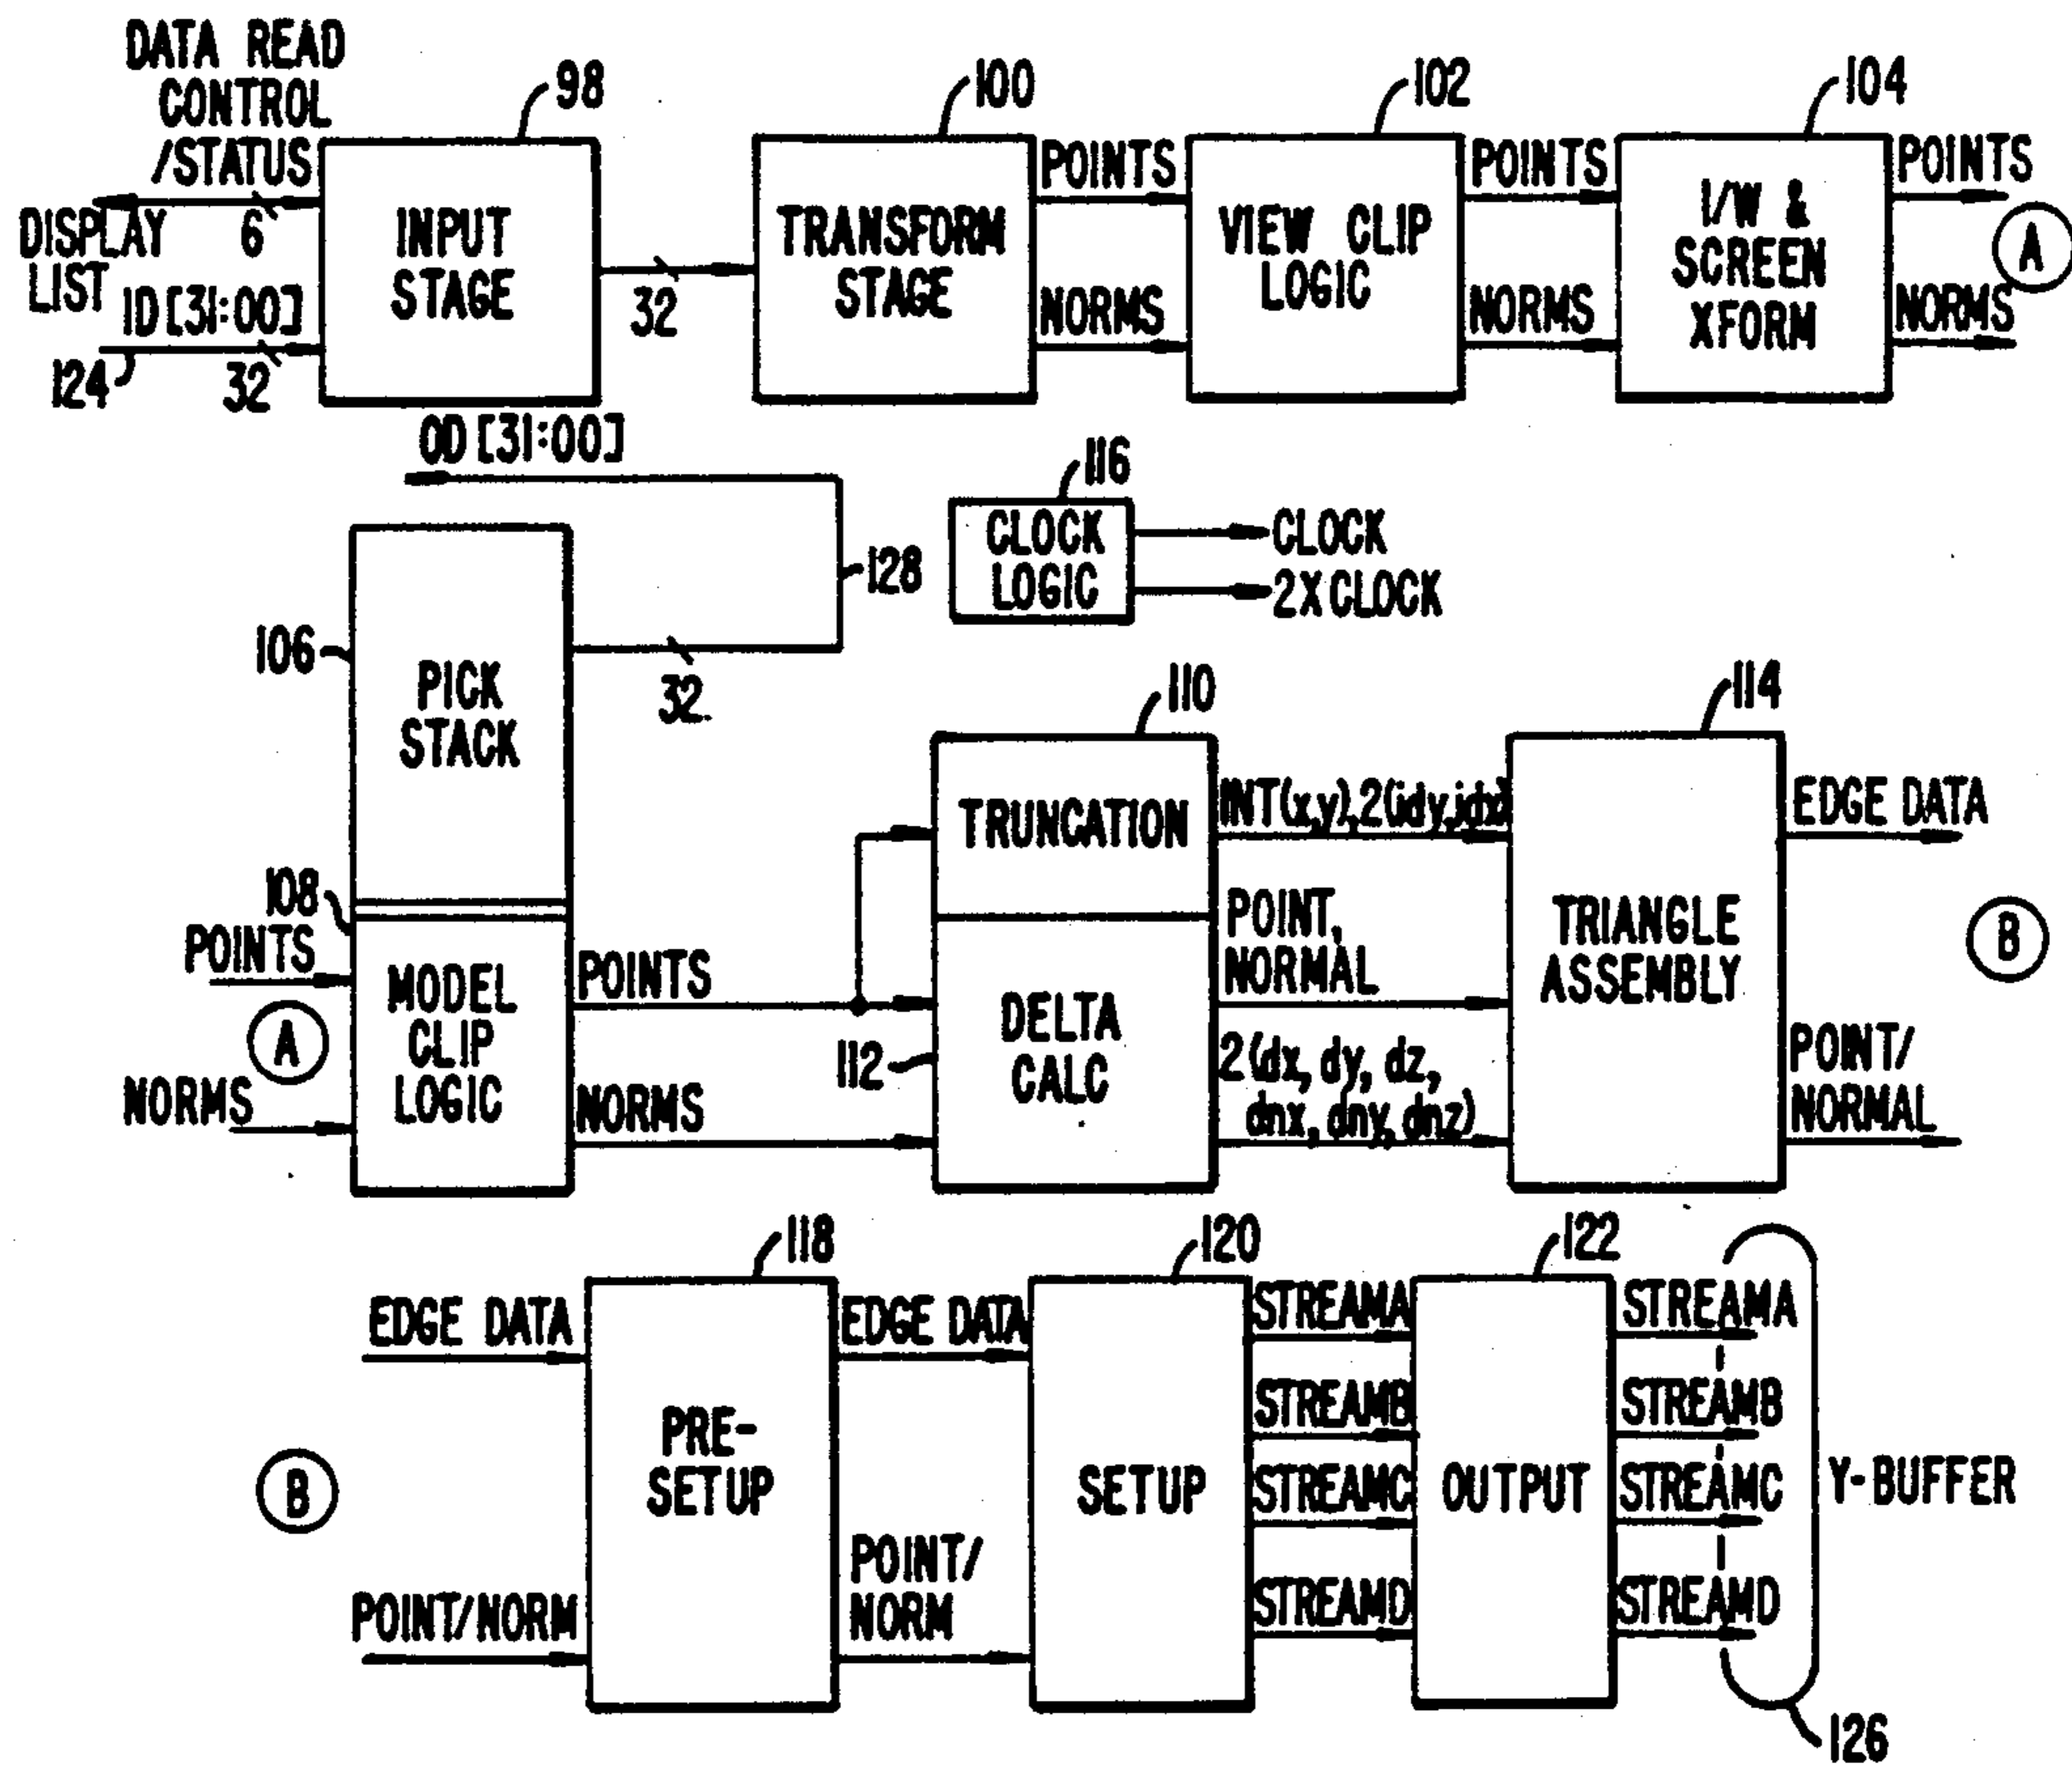 DATA READ
CONTROL
/STATUS
98
100
102
104
6
DISPLAY
LIST
ID [31:00]
124
32
INPUT
STAGE
32
TRANSFORM
STAGE
POINTS
NORMS
VIEW CLIP
LOGIC
POINTS
NORMS
I/W &
SCREEN
XFORM
POINTS
A
NORMS
OD [31:00]
128
32
116
CLOCK
LOGIC
CLOCK
2XCLOCK
106
PICK
STACK
108
POINTS
A
NORMS
MODEL
CLIP
LOGIC
POINTS
NORMS
110
TRUNCATION
112
DELTA
CALC
INT(x,y),2(idy,idx)
POINT,
NORMAL
2(dx, dy, dz,
dnx, dny, dnz)
114
TRIANGLE
ASSEMBLY
EDGE DATA
B
POINT/
NORMAL
118
120
122
EDGE DATA
B
POINT/NORM
PRE-
SETUP
EDGE DATA
POINT/
NORM
SETUP
STREAMA
STREAMB
STREAMC
STREAMD
OUTPUT
STREAMA
STREAMB
STREAMC
STREAMD
Y-BUFFER
126